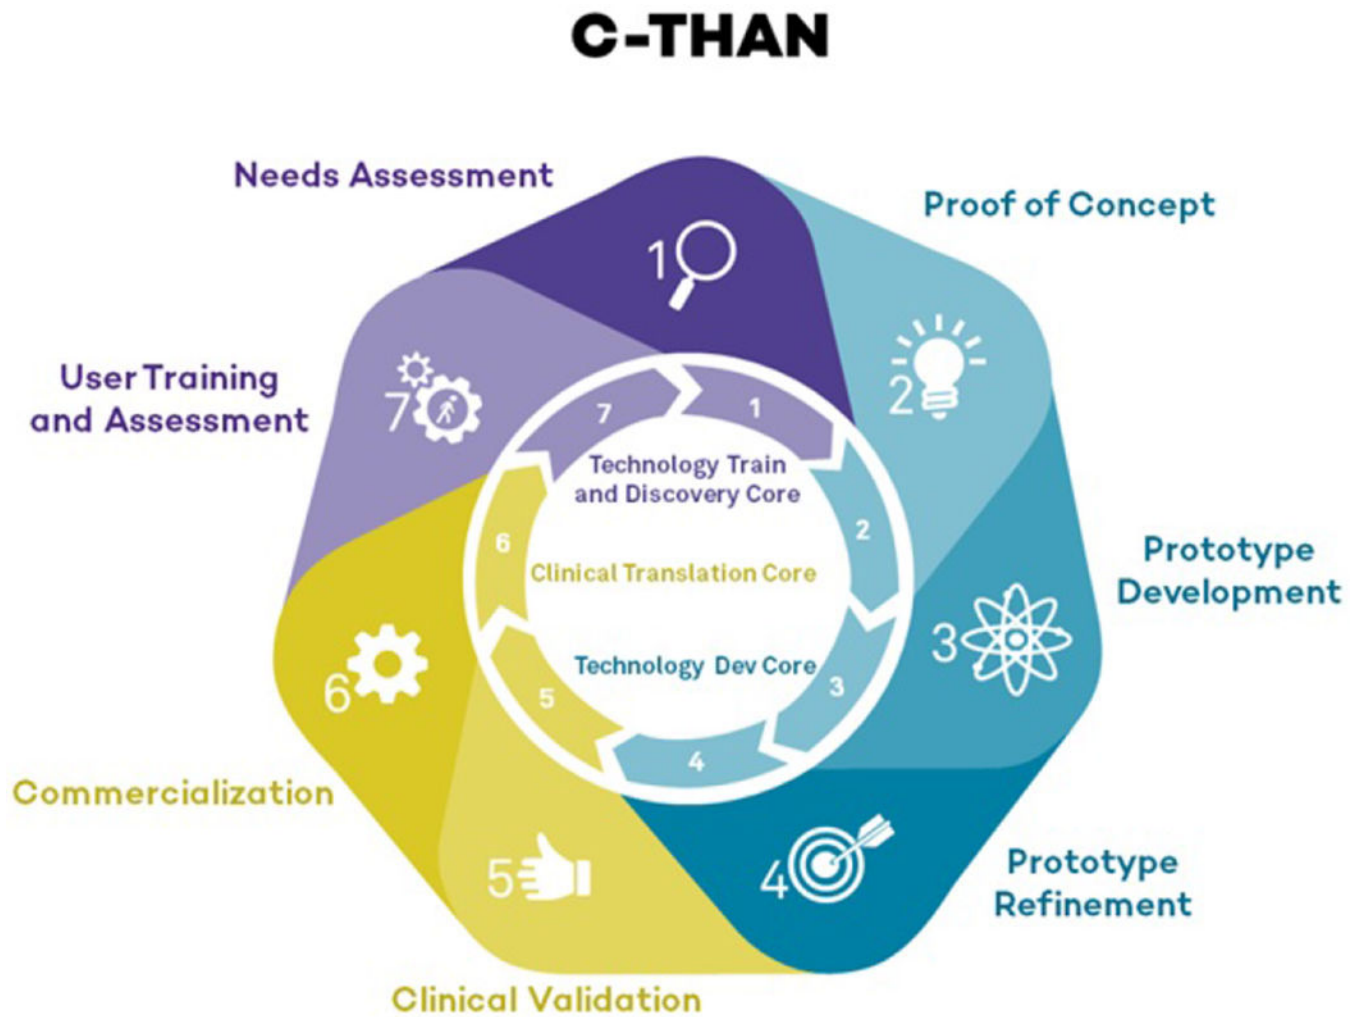 C-THAN
Needs Assessment
Proof of Concept
1
2
User Training
and Assessment
7
7
1
Technology Train
and Discovery Core
6
2
Clinical Translation Core
Prototype
Development
3
Technology Dev Core
6
5
3
4
Commercialization
5
4
Prototype
Refinement
Clinical Validation